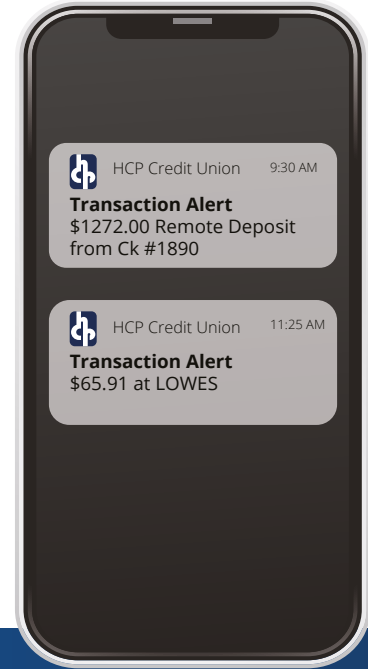 HCP Credit Union 9:30 AM
Transaction Alert
$1272.00 Remote Deposit
from Ck #1890
HCP Credit Union 11:25 AM
Transaction Alert
$65.91 at LOWES